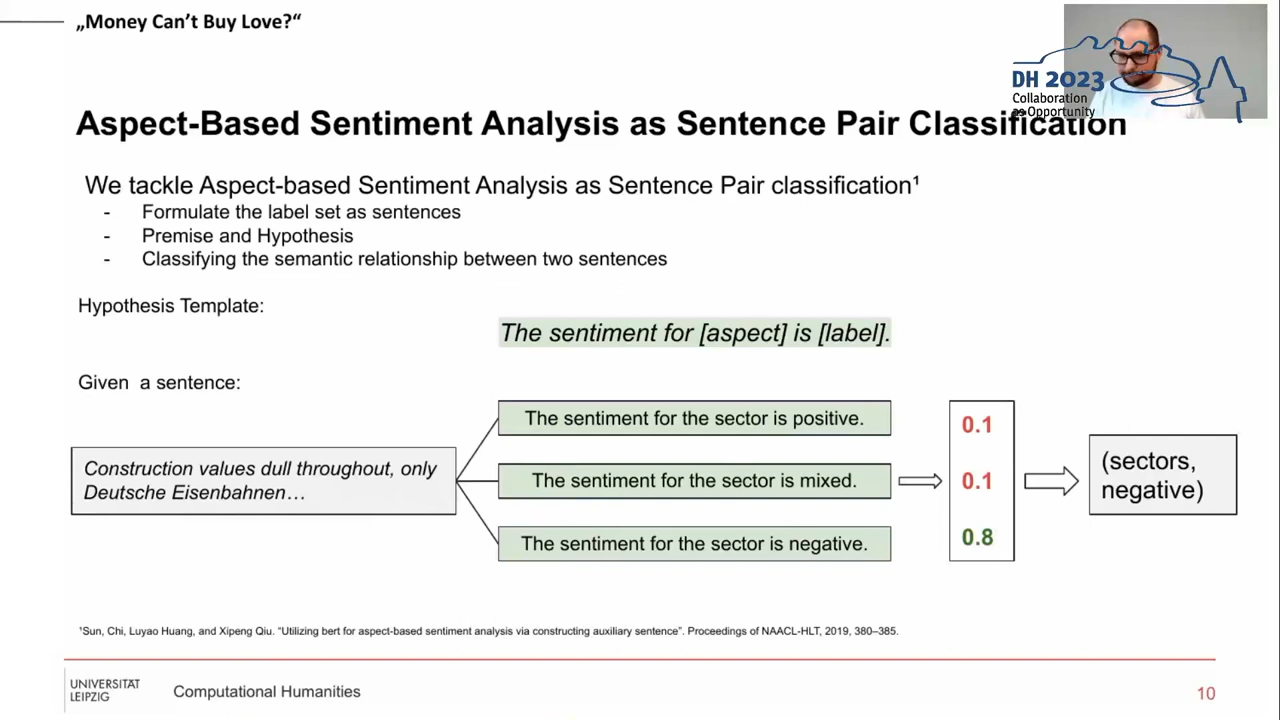 „Money Can’t Buy Love?“
DH 2023
Collaboration
as Opportunity
Aspect-Based Sentiment Analysis as Sentence Pair Classification
We tackle Aspect-based Sentiment Analysis as Sentence Pair classification¹
- Formulate the label set as sentences
- Premise and Hypothesis
- Classifying the semantic relationship between two sentences
Hypothesis Template:
The sentiment for [aspect] is [label].
Given a sentence:
Construction values dull throughout, only
Deutsche Eisenbahnen…
The sentiment for the sector is positive.
The sentiment for the sector is mixed.
The sentiment for the sector is negative.
0.1
0.1
0.8
(sectors,
negative)
¹Sun, Chi, Luyao Huang, and Xipeng Qiu. “Utilizing bert for aspect-based sentiment analysis via constructing auxiliary sentence”. Proceedings of NAACL-HLT, 2019, 380–385.
UNIVERSITÄT
LEIPZIG
Computational Humanities
10